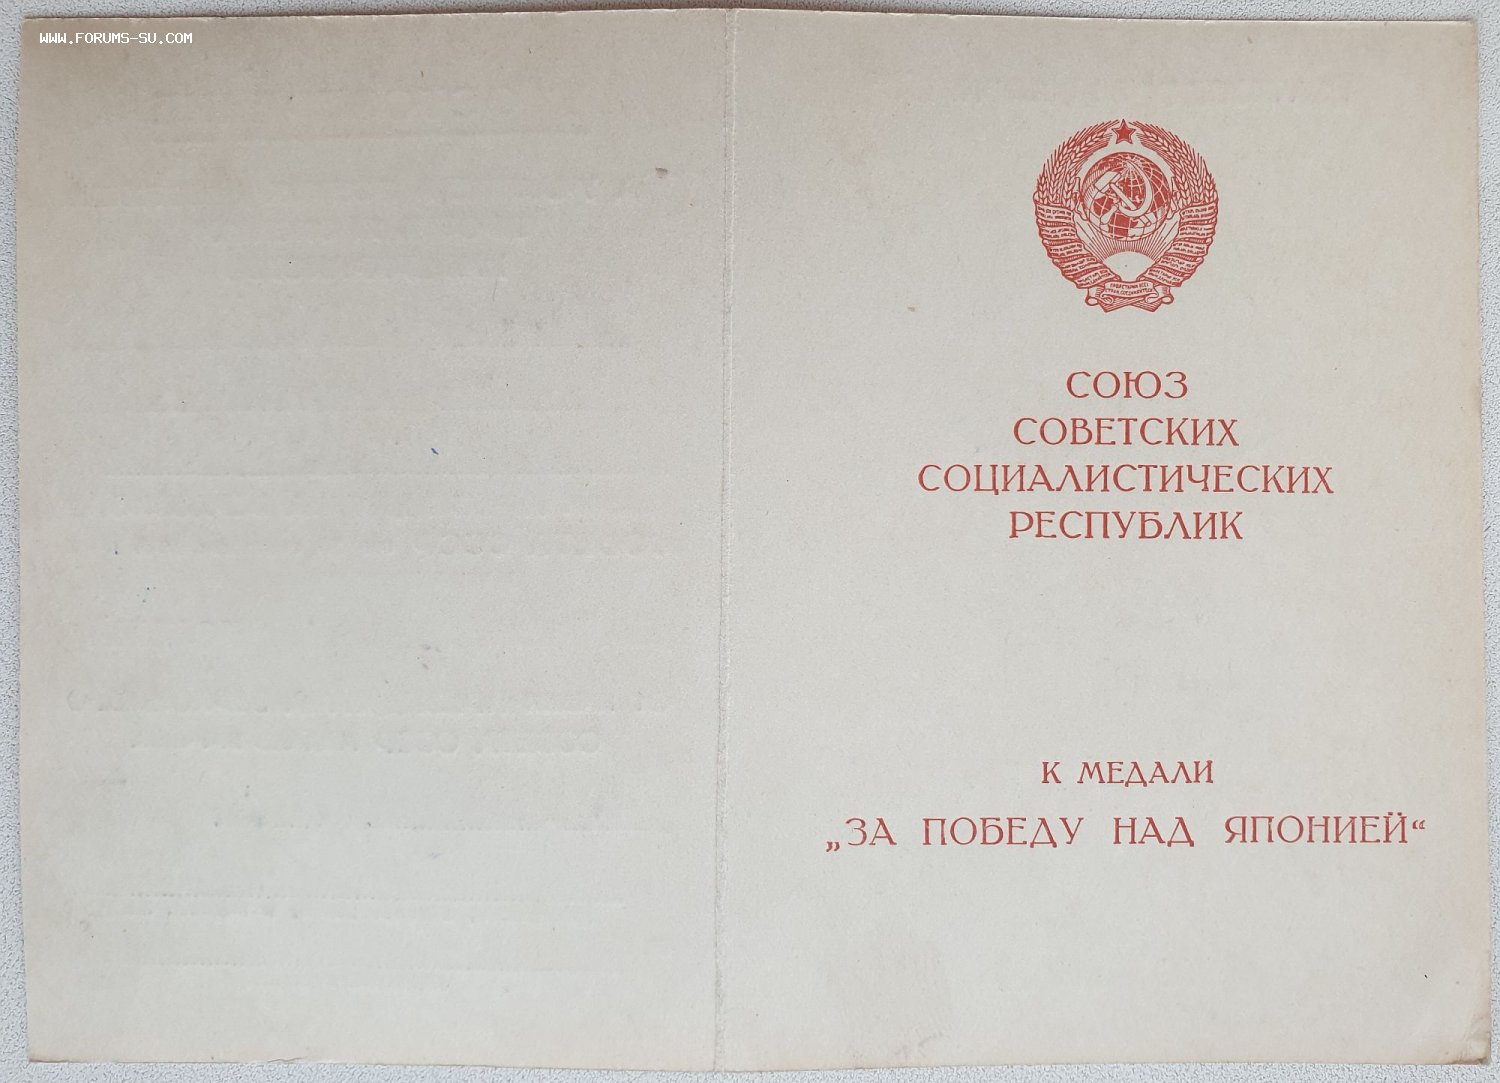 WWW.FORUMS-SU.COM
СОЮЗ
СОВЕТСКИХ
СОЦИАЛИСТИЧЕСКИХ
РЕСПУБЛИК
К МЕДАЛИ
„ЗА ПОБЕДУ НАД ЯПОНИЕЙ“